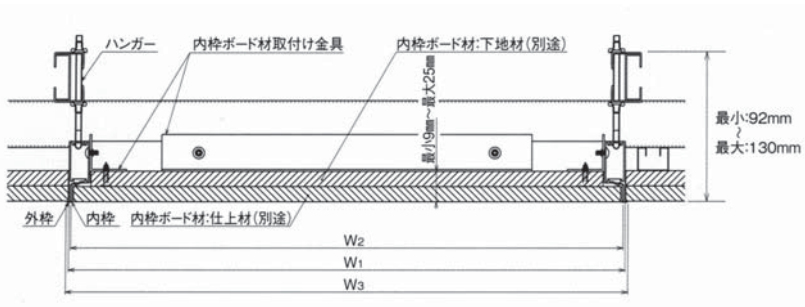 ハンガー
内枠ボード材取付け金具
内枠ボード材:下地材(別途)
最小9mm〜最大25mm
最小:92mm
〜
最大:130mm
外枠
内枠
内枠ボード材:仕上材(別途)
W2
W1
W3